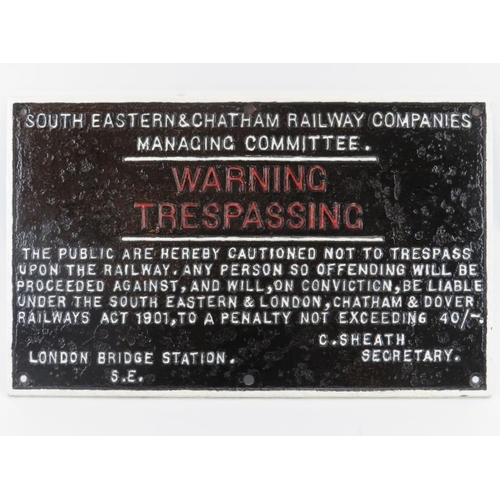 SOUTH EASTERN & CHATHAM RAILWAY COMPANIES
MANAGING COMMITTEE.
WARNING
TRESPASSING
THE PUBLIC ARE HEREBY CAUTIONED NOT TO TRESPASS
UPON THE RAILWAY. ANY PERSON SO OFFENDING WILL BE
PROCEEDED AGAINST, AND WILL, ON CONVICTION, BE LIABLE
UNDER THE SOUTH EASTERN & LONDON, CHATHAM & DOVER
RAILWAYS ACT 1901, TO A PENALTY NOT EXCEEDING 40/-.
C. SHEATH
LONDON BRIDGE STATION. SECRETARY.
S.E.